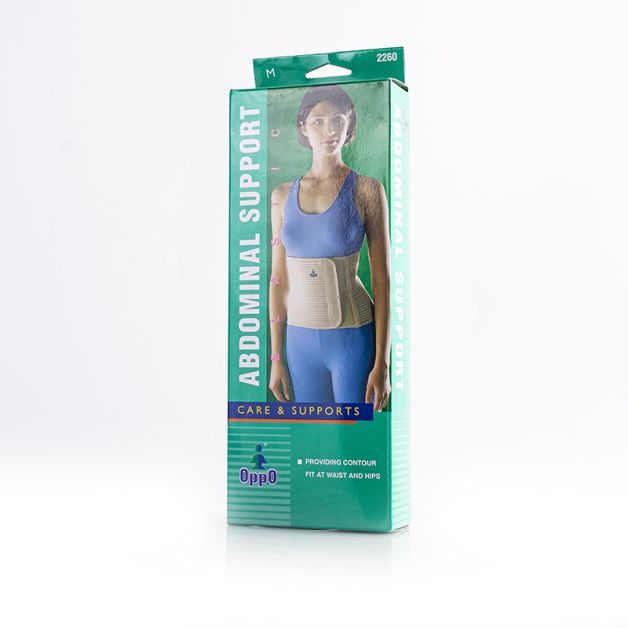 M
2260
ABDOMINAL SUPPORT
ELASTIC
CARE & SUPPORTS
OppO
PROVIDING CONTOUR
FIT AT WAIST AND HIPS
ABDOMINAL SUPPORT